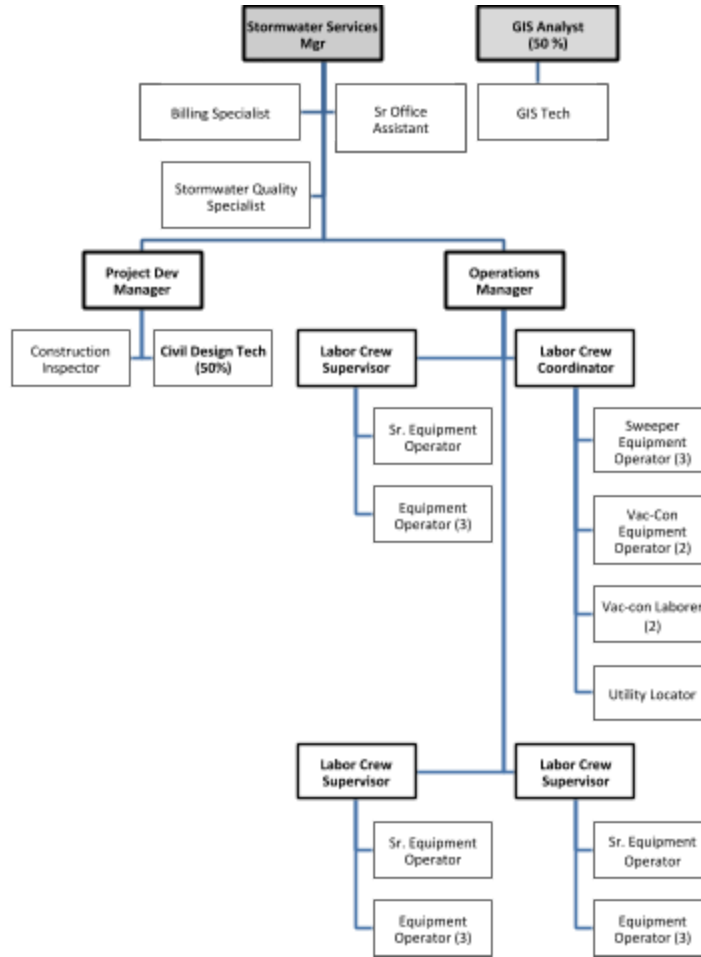 Stormwater Services
Mgr
GIS Analyst
(50 %)
Billing Specialist
Sr Office
Assistant
GIS Tech
Stormwater Quality
Specialist
Project Dev
Manager
Operations
Manager
Construction
Inspector
Civil Design Tech
(50%)
Labor Crew
Supervisor
Labor Crew
Coordinator
Sr. Equipment
Operator
Equipment
Operator (3)
Sweeper
Equipment
Operator (3)
Vac-Con
Equipment
Operator (2)
Vac-con Laborer
(2)
Utility Locator
Labor Crew
Supervisor
Labor Crew
Supervisor
Sr. Equipment
Operator
Equipment
Operator (3)
Sr. Equipment
Operator
Equipment
Operator (3)